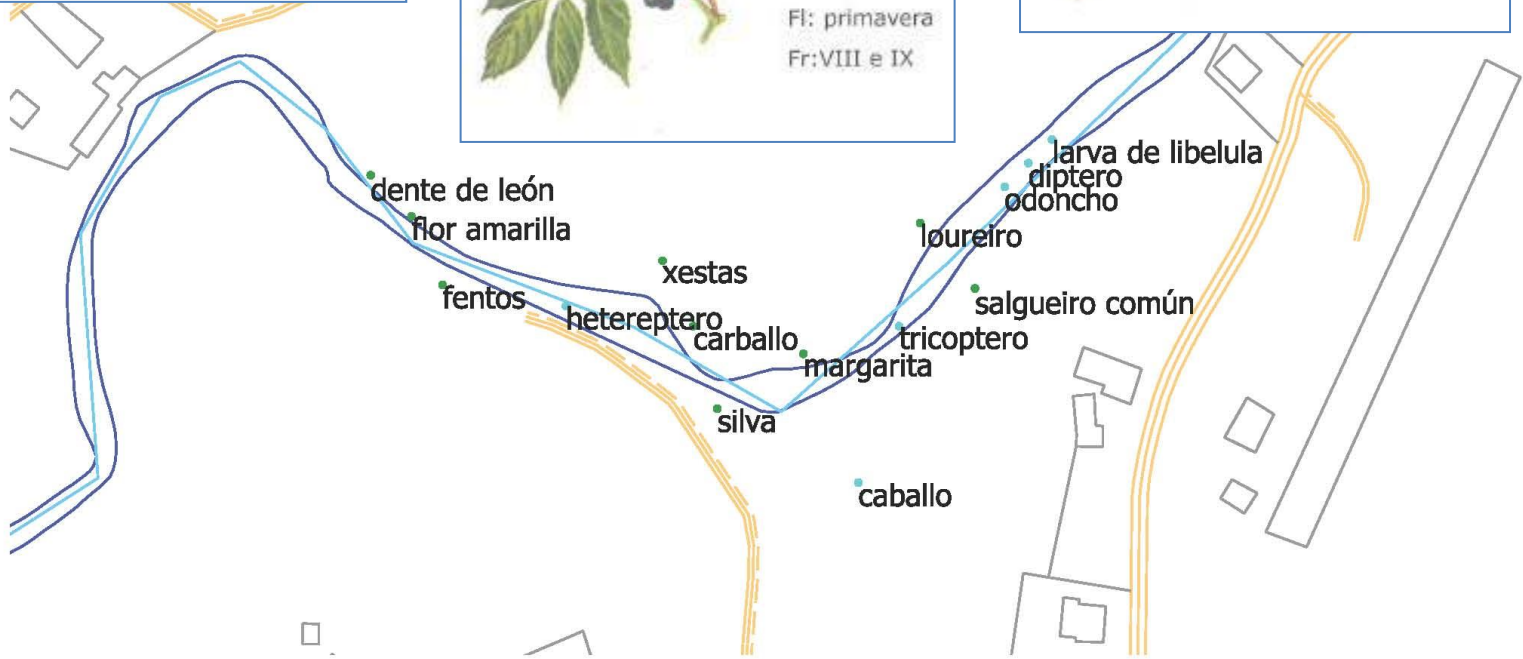 Fl: primavera
Fr:VIII e IX
larva de libelula
diptero
odoncho
dente de león
flor amarilla
loureiro
xestas
fentos
salgueiro común
hetereptero
carballo
tricoptero
margarita
silva
caballo